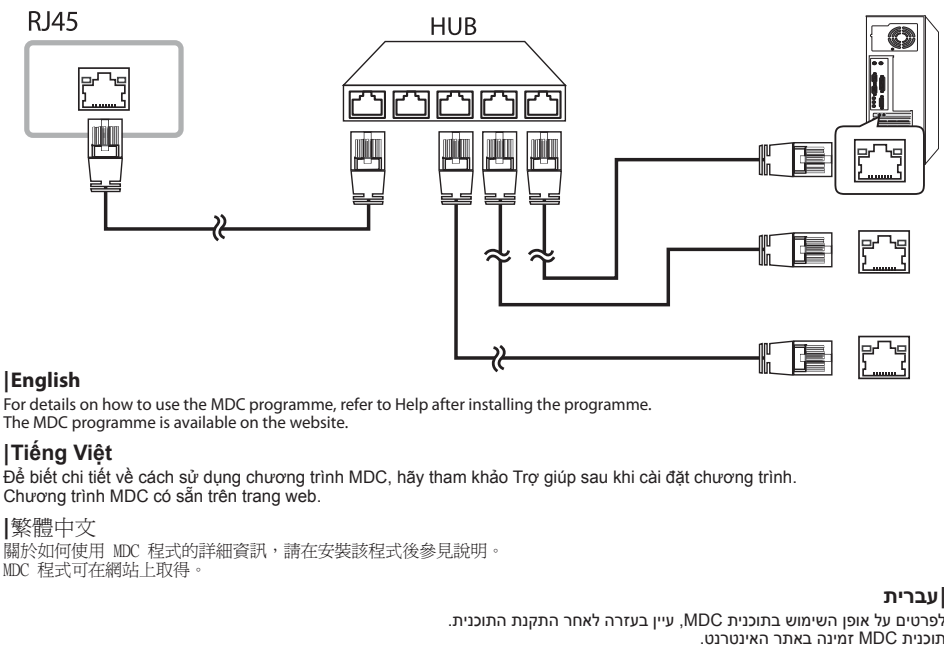 RJ45
HUB
|English
For details on how to use the MDC programme, refer to Help after installing the programme.
The MDC programme is available on the website.
|Tiếng Việt
Để biết chi tiết về cách sử dụng chương trình MDC, hãy tham khảo Trợ giúp sau khi cài đặt chương trình.
Chương trình MDC có sẵn trên trang web.
|繁體中文
關於如何使用 MDC 程式的詳細資訊，請在安裝該程式後參見說明。
MDC 程式可在網站上取得。
|עברית
לפרטים על אופן השימוש בתוכנית MDC, עיין בעזרה לאחר התקנת התוכנית.
תוכנית MDC זמינה באתר האינטרנט.